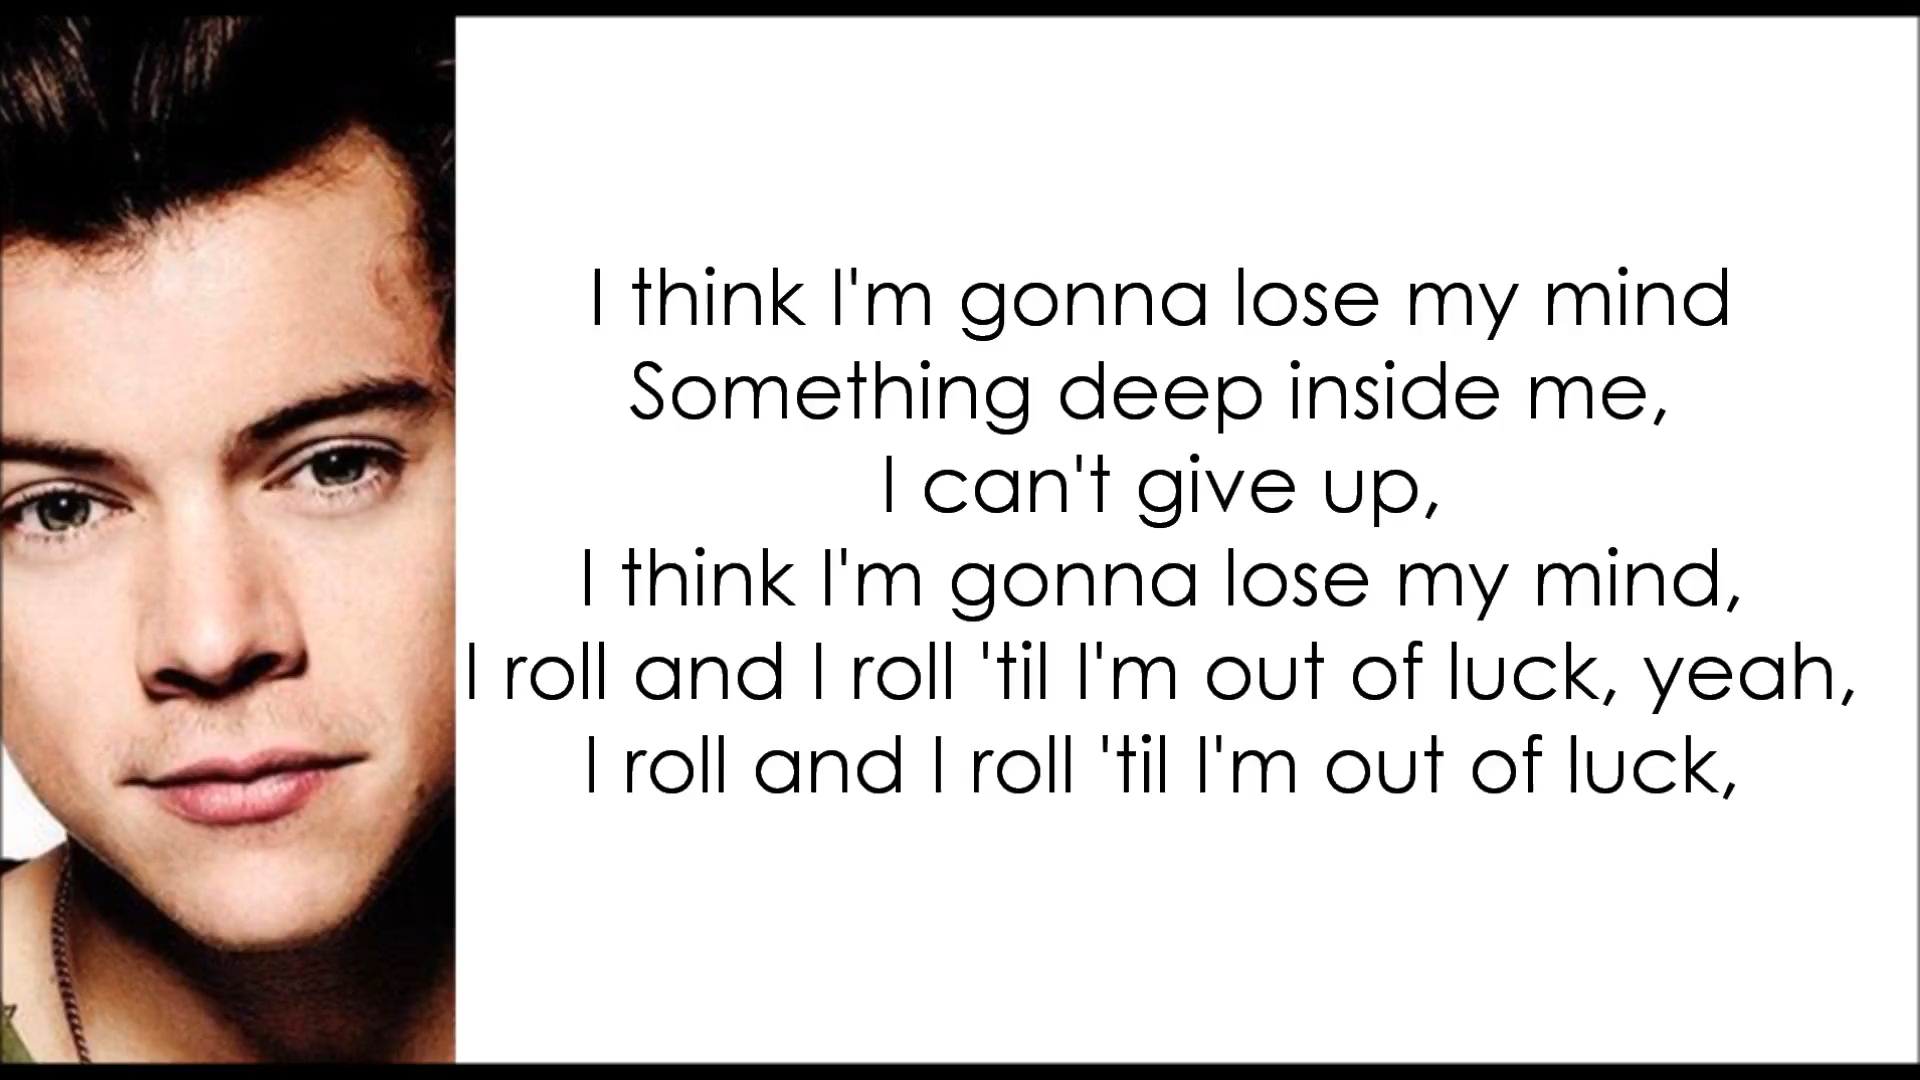 I think I'm gonna lose my mind
Something deep inside me,
I can't give up,
I think I'm gonna lose my mind,
I roll and I roll 'til I'm out of luck, yeah,
I roll and I roll 'til I'm out of luck,